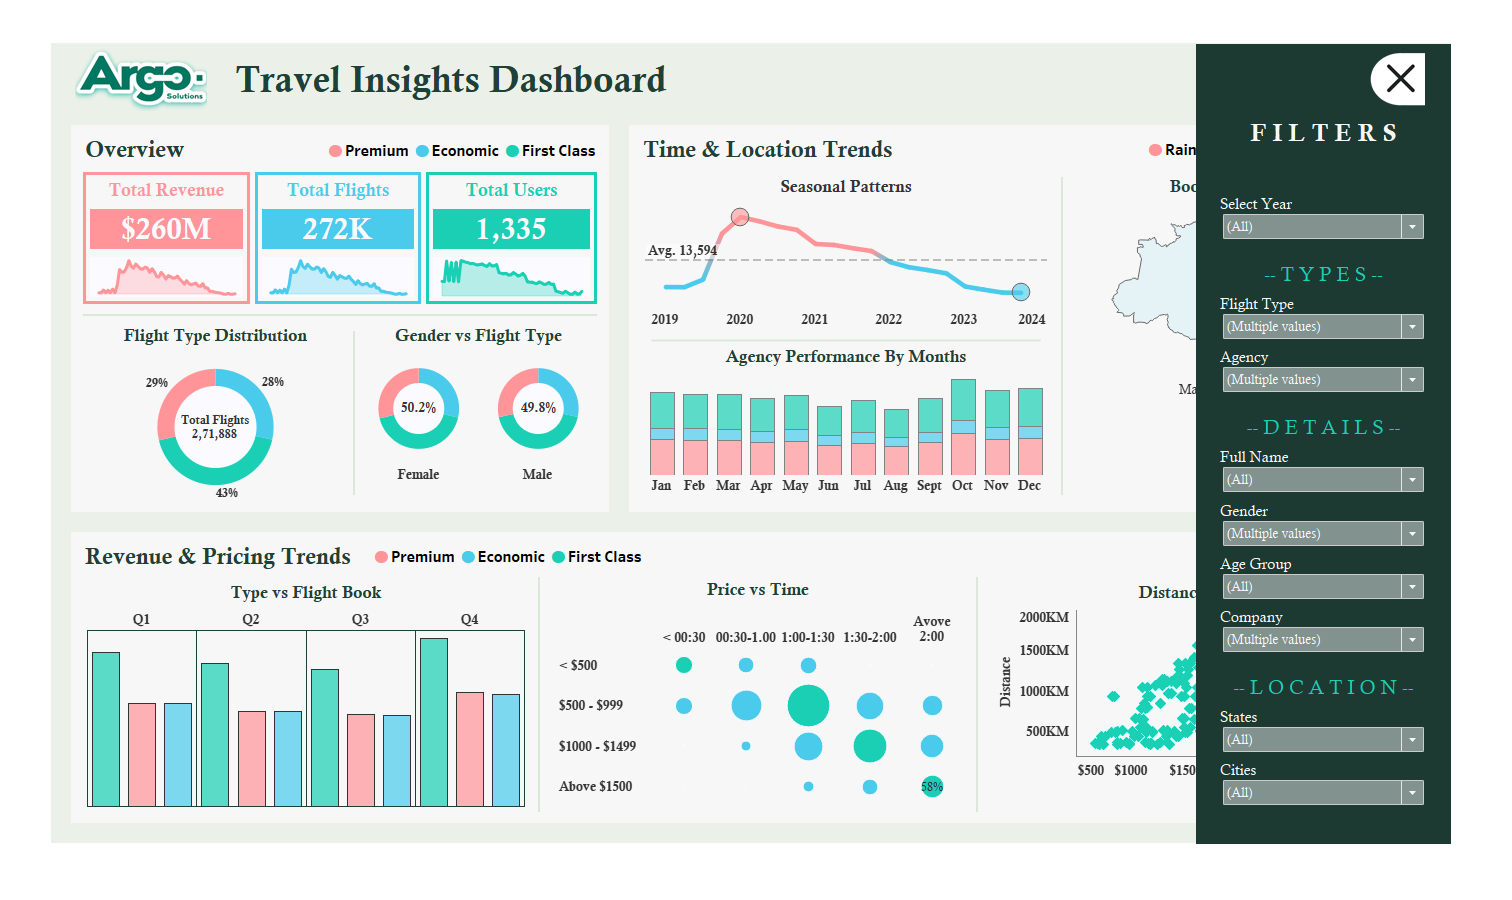 Argo
Solutions
Travel Insights Dashboard
Overview
Premium
Economic
First Class
Total Revenue
$260M
Total Flights
272K
Total Users
1,335
Flight Type Distribution
29%
28%
Total Flights
2,71,888
43%
Gender vs Flight Type
50.2%
49.8%
Female
Male
Time & Location Trends
Rain
Seasonal Patterns
Avg. 13,594
2019 2020 2021 2022 2023 2024
Agency Performance By Months
Jan Feb Mar Apr May Jun Jul Aug Sept Oct Nov Dec
Boo
Ma
Revenue & Pricing Trends
Premium
Economic
First Class
Type vs Flight Book
Q1 Q2 Q3 Q4
Price vs Time
< 00:30 00:30-1.00 1:00-1:30 1:30-2:00 Avove
2:00
< $500
$500 - $999
$1000 - $1499
Above $1500
58%
Distanc
2000KM
1500KM
1000KM
500KM
Distance
$500 $1000 $150
FILTERS
Select Year
(All)
--TYPES--
Flight Type
(Multiple values)
Agency
(Multiple values)
--DETAILS--
Full Name
(All)
Gender
(Multiple values)
Age Group
(All)
Company
(Multiple values)
--LOCATION--
States
(All)
Cities
(All)